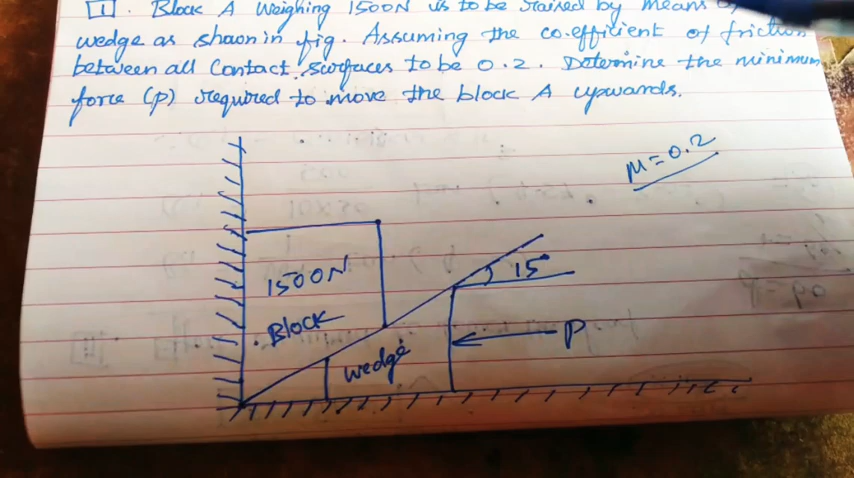 1. Block A weighing 1500N is to be raised by means
wedge as shown in fig. Assuming the co.efficient of friction
between all Contact surfaces to be 0.2. Determine the minimum
force (P) required to move the block A upwards.
μ=0.2
15°
1500N
BLOCK
P
wedge